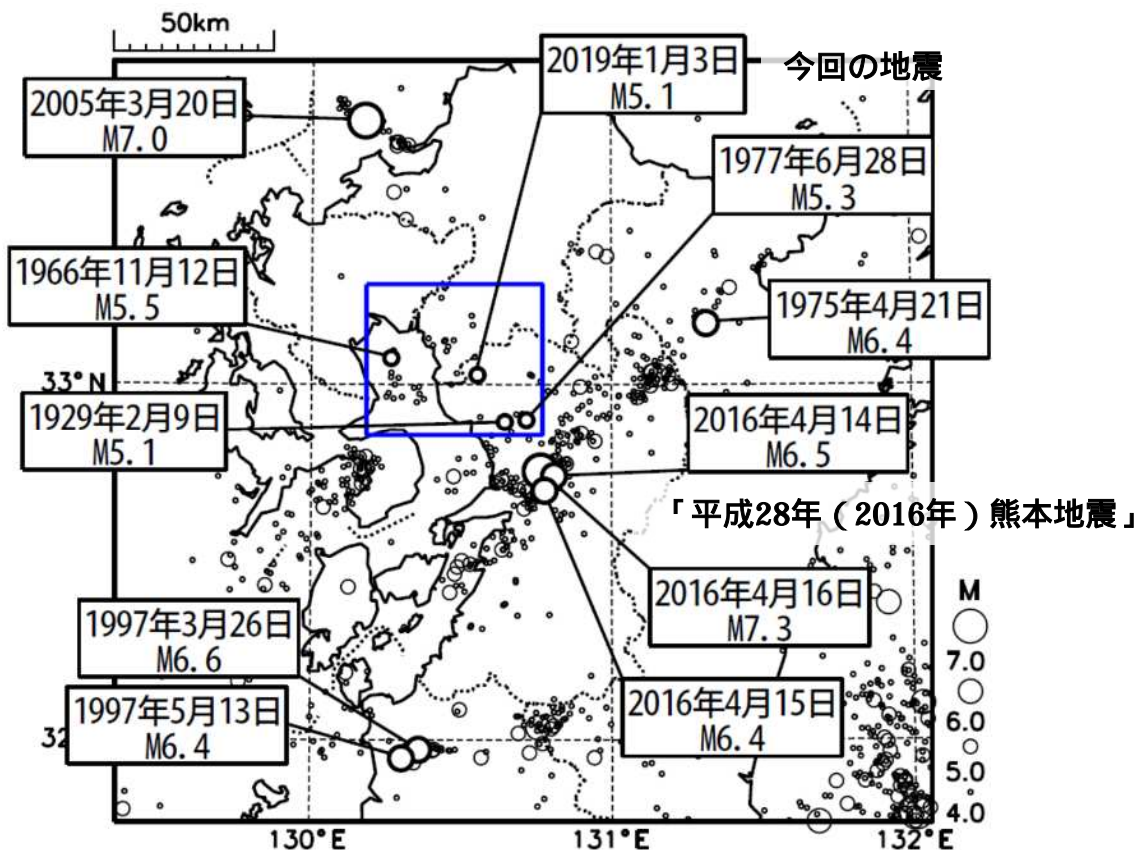 50km
2019年1月3日
M5.1
今回の地震
2005年3月20日
M7.0
1977年6月28日
M5.3
1966年11月12日
M5.5
1975年4月21日
M6.4
33°N
1929年2月9日
M5.1
2016年4月14日
M6.5
「平成28年(2016年)熊本地震」
2016年4月16日
M7.3
1997年3月26日
M6.6
2016年4月15日
M6.4
1997年5月13日
M6.4
32
M
7.0
6.0
5.0
4.0
130°E
131°E
132°E